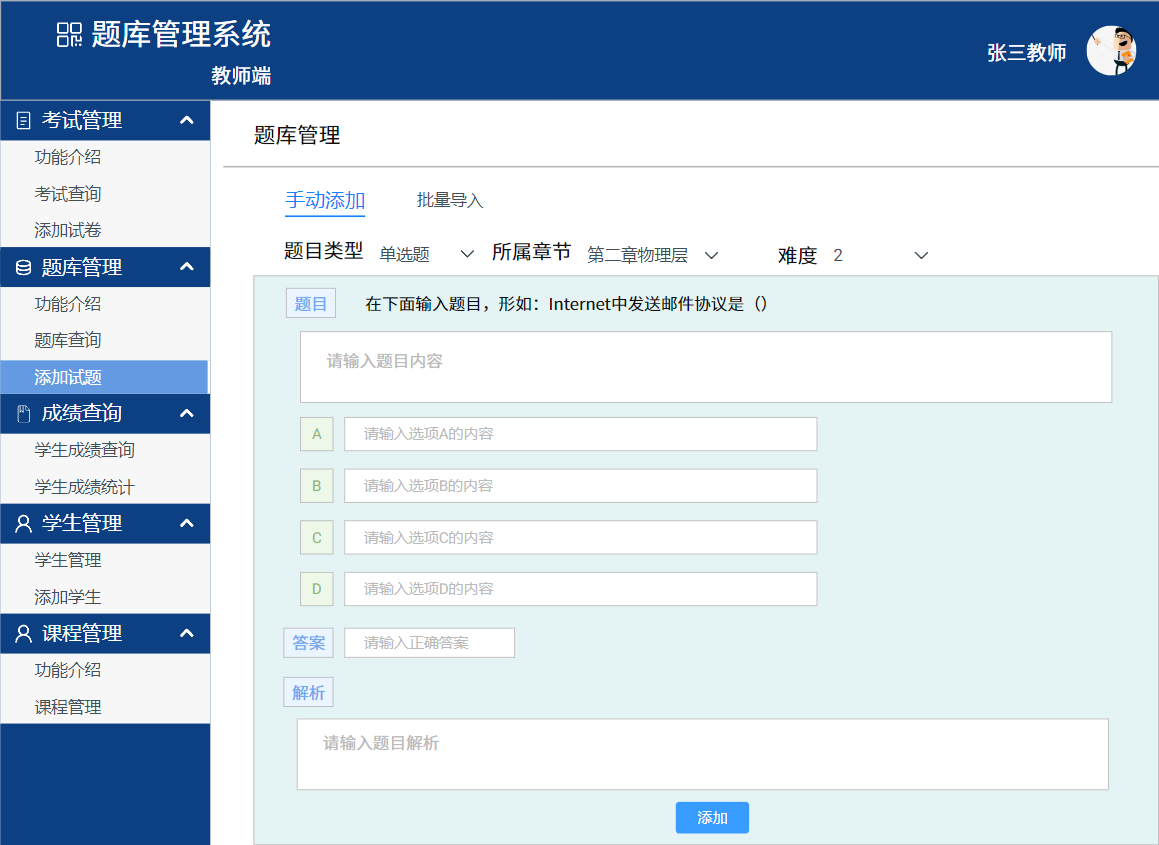 题库管理系统
教师端
张三教师
考试管理
功能介绍
考试查询
添加试卷
题库管理
功能介绍
题库查询
添加试题
成绩查询
学生成绩查询
学生成绩统计
学生管理
学生管理
添加学生
课程管理
功能介绍
课程管理
题库管理
手动添加 批量导入
题目类型 单选题 所属章节 第二章物理层 难度 2
题目 在下面输入题目，形如：Internet中发送邮件协议是（）
请输入题目内容
A 请输入选项A的内容
B 请输入选项B的内容
C 请输入选项C的内容
D 请输入选项D的内容
答案 请输入正确答案
解析
请输入题目解析
添加